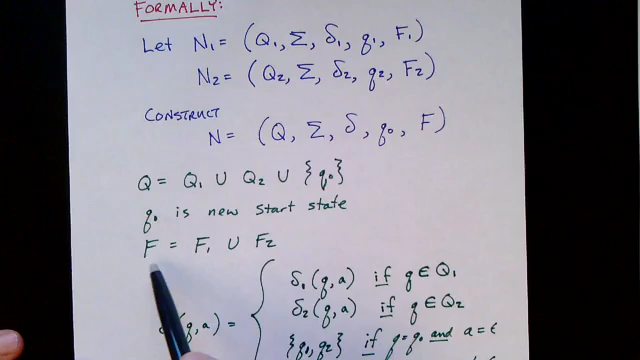 FORMALLY:
Let N₁ = (Q₁, Σ, δ₁, q₁, F₁)
N₂ = (Q₂, Σ, δ₂, q₂, F₂)
CONSTRUCT
N = (Q, Σ, δ, q₀, F)
Q = Q₁ ∪ Q₂ ∪ {q₀}
q₀ is new start state
F = F₁ ∪ F₂
δ₁(q,a) if q ∈ Q₁
δ₂(q,a) if q ∈ Q₂
(q,a) =
{q₁,q₂} if q=q₀ and a=ε